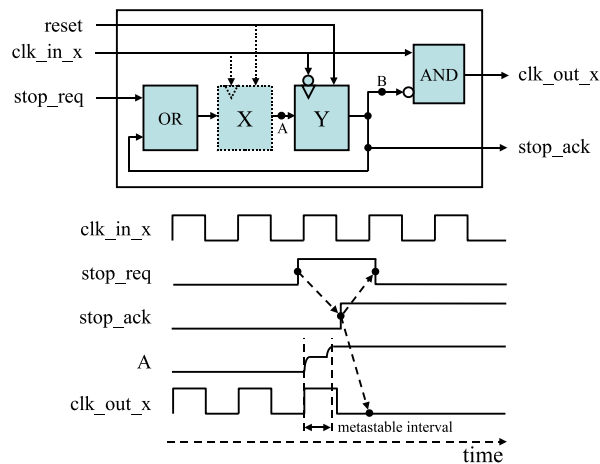 reset
clk_in_x
stop_req
OR
X
A
Y
B
AND
clk_out_x
stop_ack
clk_in_x
stop_req
stop_ack
A
clk_out_x
metastable interval
time